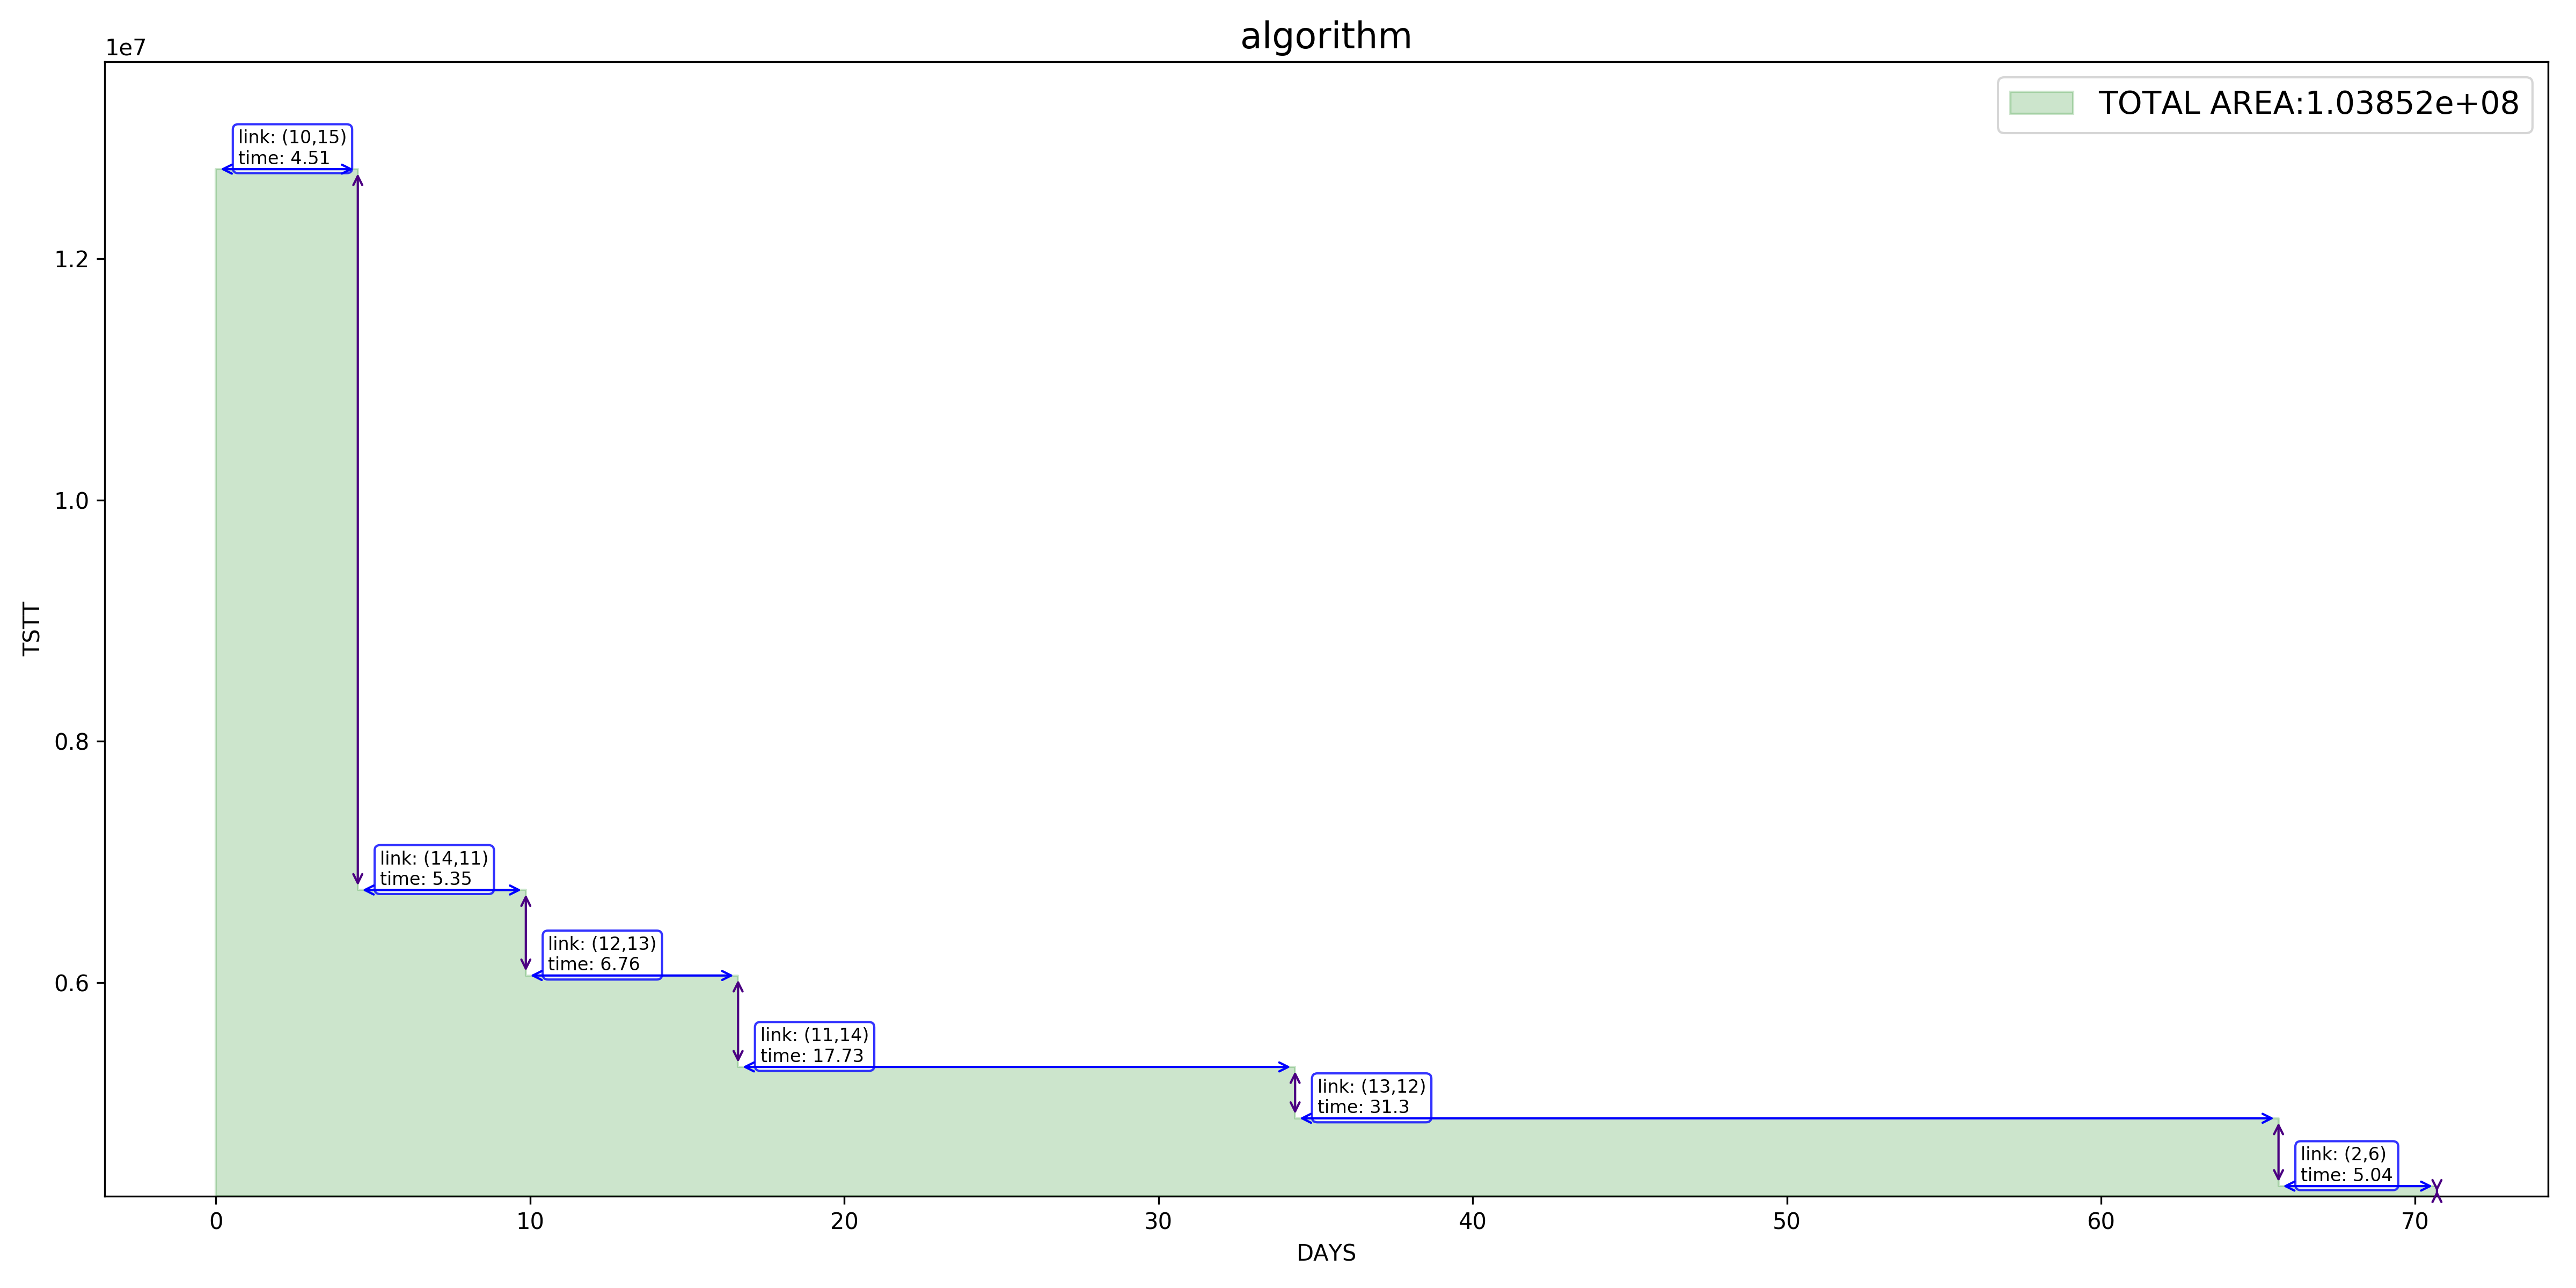 algorithm
1e7
TOTAL AREA:1.03852e+08
link: (10,15)
time: 4.51
1.2
1.0
TSTT
0.8
link: (14,11)
time: 5.35
link: (12,13)
time: 6.76
0.6
link: (11,14)
time: 17.73
link: (13,12)
time: 31.3
link: (2,6)
time: 5.04
0 10 20 30 40 50 60 70
DAYS